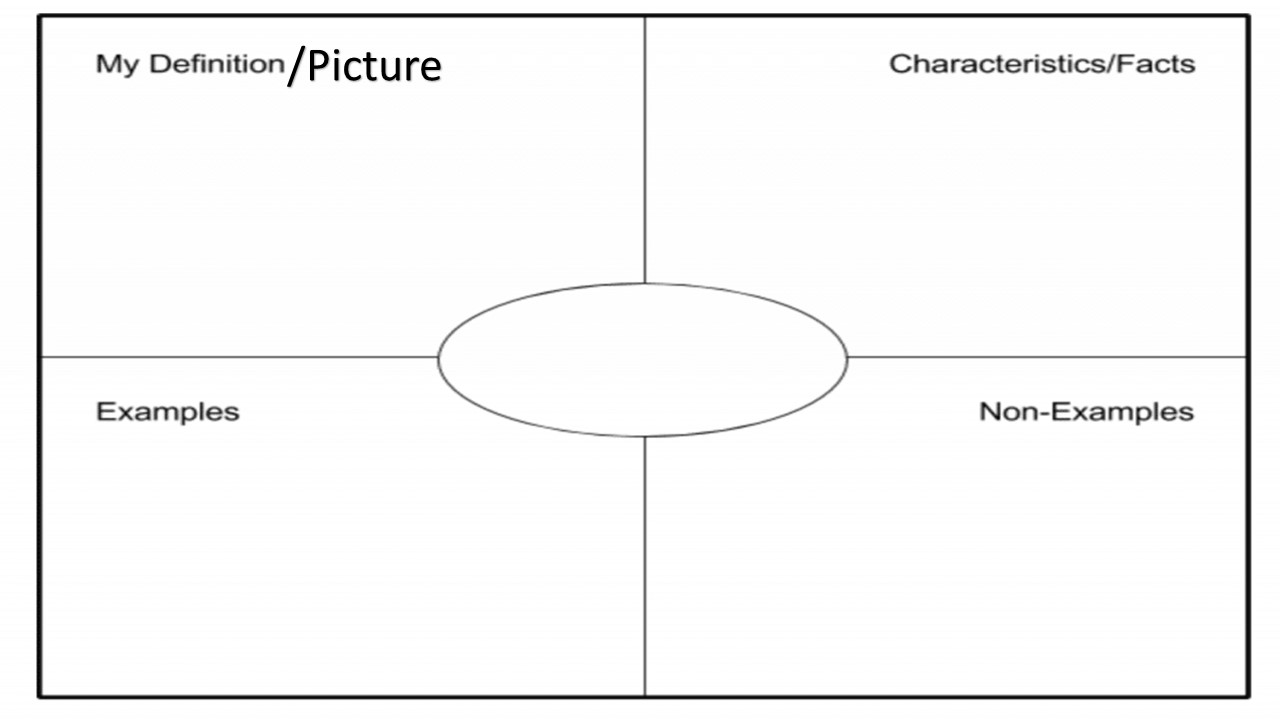 My Definition/Picture
Characteristics/Facts
Examples
Non-Examples